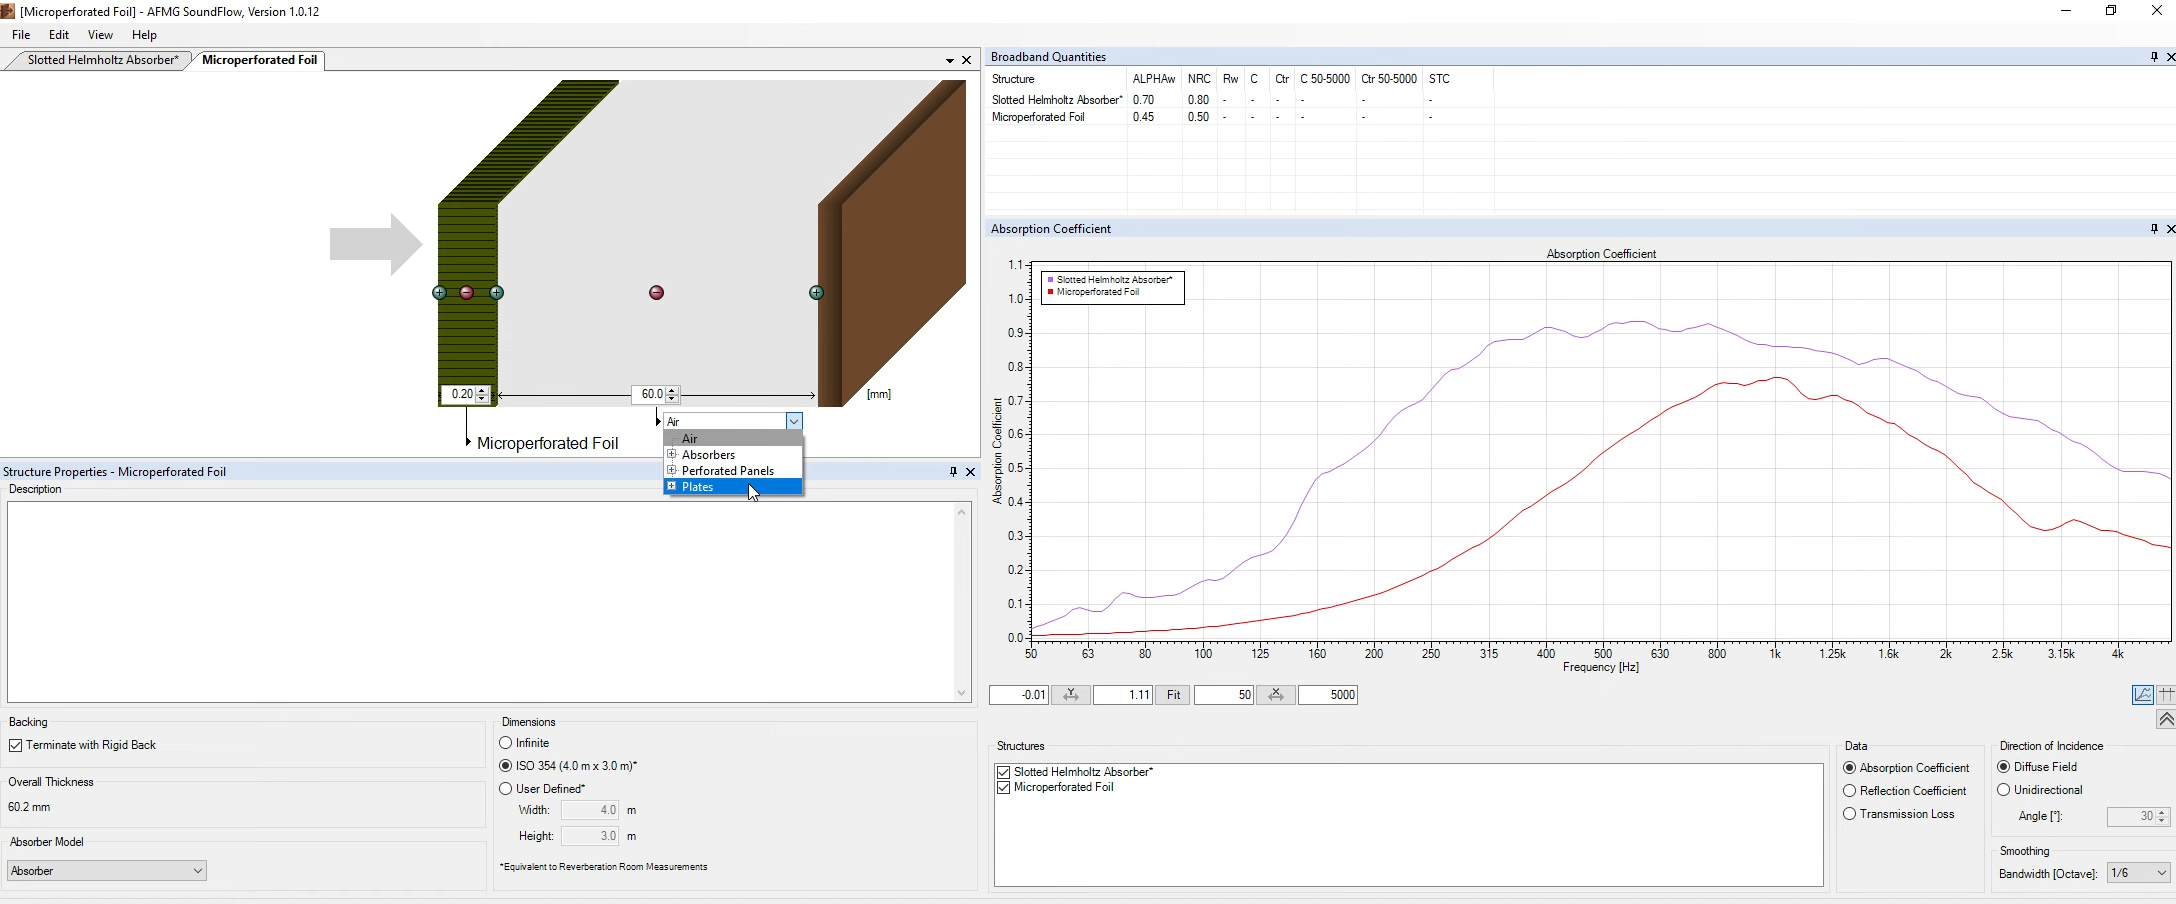 [Microperforated Foil] - AFMG SoundFlow, Version 1.0.12
File Edit View Help
Slotted Helmholtz Absorber* Microperforated Foil
0.20 60.0 [mm]
Air
Microperforated Foil
Air
Absorbers
Perforated Panels
Plates
Structure Properties - Microperforated Foil
Description
Backing
Terminate with Rigid Back
Overall Thickness
60.2 mm
Absorber Model
Absorber
Dimensions
Infinite
ISO 354 (4.0 m x 3.0 m)*
User Defined*
Width: 4.0 m
Height: 3.0 m
*Equivalent to Reverberation Room Measurements
Broadband Quantities
Structure ALPHAw NRC Rw C Ctr C 50-5000 Ctr 50-5000 STC
Slotted Helmholtz Absorber* 0.70 0.80 - - - - - -
Microperforated Foil 0.45 0.50 - - - - - -
Absorption Coefficient
Absorption Coefficient
Slotted Helmholtz Absorber*
Microperforated Foil
Absorption Coefficient
1.1
1.0
0.9
0.8
0.7
0.6
0.5
0.4
0.3
0.2
0.1
0.0
50 63 80 100 125 160 200 250 315 400 500 630 800 1k 1.25k 1.6k 2k 2.5k 3.15k 4k
Frequency [Hz]
-0.01 Y 1.11 Fit 50 X 5000
Structures
Slotted Helmholtz Absorber*
Microperforated Foil
Data
Absorption Coefficient
Reflection Coefficient
Transmission Loss
Direction of Incidence
Diffuse Field
Unidirectional
Angle [°]: 30
Smoothing
Bandwidth [Octave]: 1/6